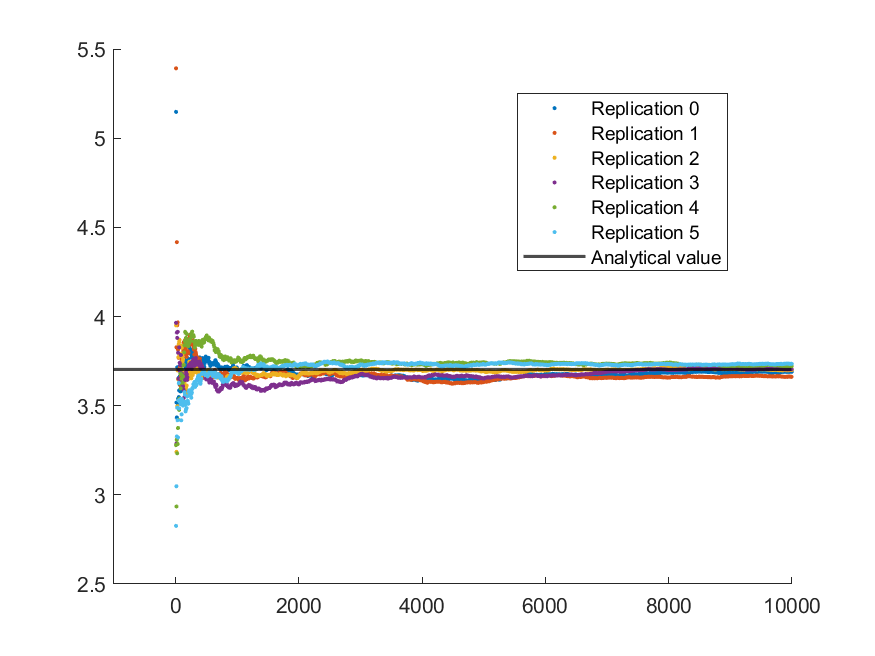 5.5
5
4.5
4
3.5
3
2.5
0
2000
4000
6000
8000
10000
Replication 0
Replication 1
Replication 2
Replication 3
Replication 4
Replication 5
Analytical value